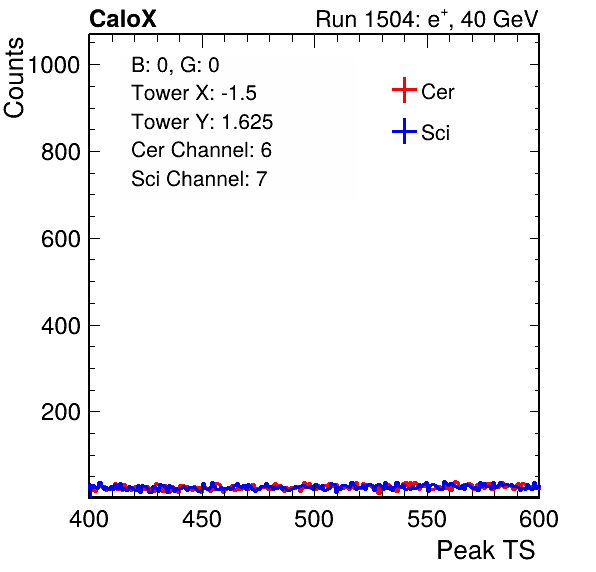 CaloX Run 1504: e+, 40 GeV
Counts
B: 0, G: 0
Tower X: -1.5
Tower Y: 1.625
Cer Channel: 6
Sci Channel: 7
Cer
Sci
1000
800
600
400
200
400 450 500 550 600
Peak TS